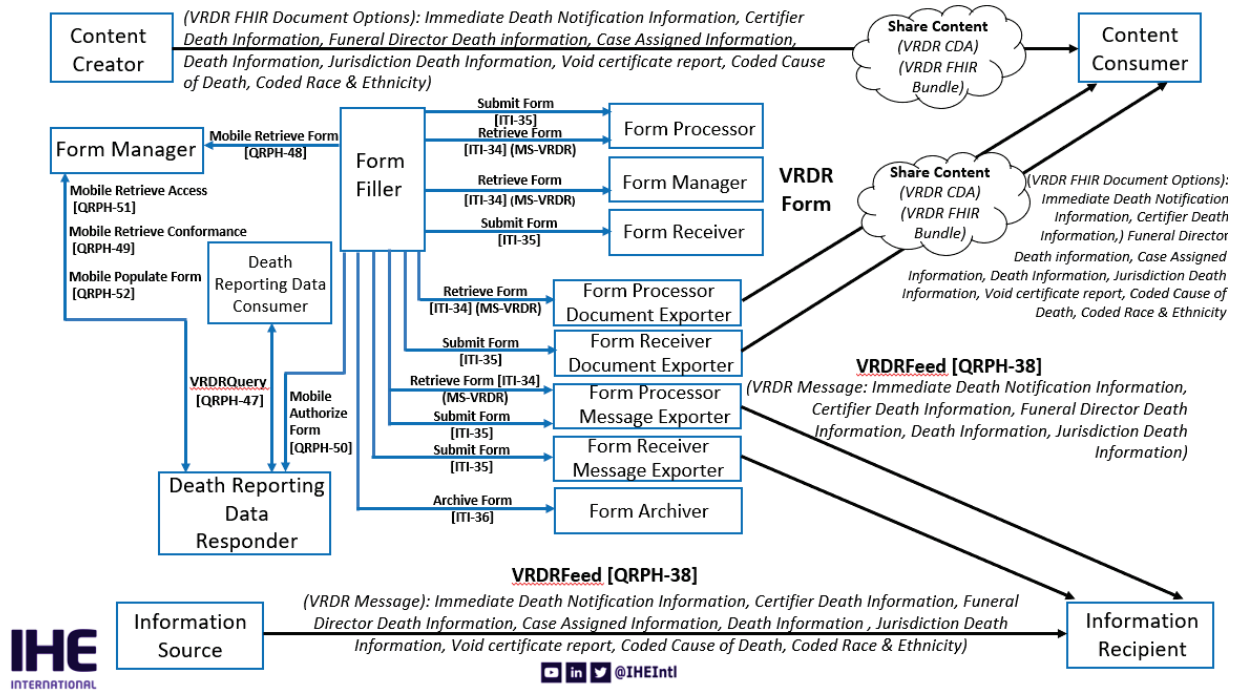 Content
Creator
(VRDR FHIR Document Options): Immediate Death Notification Information, Certifier
Death Information, Funeral Director Death information, Case Assigned Information,
Death Information, Jurisdiction Death Information, Void certificate report, Coded Cause
of Death, Coded Race & Ethnicity)
Share Content
(VRDR CDA)
(VRDR FHIR
Bundle)
Content
Consumer
Form Manager
Mobile Retrieve Form
[QRPH-48]
Form
Filler
Submit Form
[ITI-35]
Retrieve Form
[ITI-34] (MS-VRDR)
Form Processor
Retrieve Form
[ITI-34] (MS-VRDR)
Form Manager
Submit Form
[ITI-35]
Form Receiver
VRDR
Form
Share Content
(VRDR CDA)
(VRDR FHIR
Bundle)
(VRDR FHIR Document Options):
Immediate Death Notification
Information, Certifier Death
Information,) Funeral Director
Death information, Case Assigned
Information, Death Information, Jurisdiction Death
Information, Void certificate report, Coded Cause of
Death, Coded Race & Ethnicity
Mobile Retrieve Access
[QRPH-51]
Mobile Retrieve Conformance
[QRPH-49]
Mobile Populate Form
[QRPH-52]
Death
Reporting Data
Consumer
VRDRQuery
[QRPH-47]
Mobile
Authorize
Form
[QRPH-50]
Death Reporting
Data
Responder
Retrieve Form
[ITI-34] (MS-VRDR)
Form Processor
Document Exporter
Submit Form
[ITI-35]
Form Receiver
Document Exporter
Retrieve Form [ITI-34]
(MS-VRDR)
Submit Form
[ITI-35]
Form Processor
Message Exporter
Submit Form
[ITI-35]
Form Receiver
Message Exporter
Archive Form
[ITI-36]
Form Archiver
VRDRFeed [QRPH-38]
(VRDR Message: Immediate Death Notification Information,
Certifier Death Information, Funeral Director Death
Information, Death Information, Jurisdiction Death
Information)
VRDRFeed [QRPH-38]
(VRDR Message): Immediate Death Notification Information, Certifier Death Information, Funeral
Director Death Information, Case Assigned Information, Death Information , Jurisdiction Death
Information, Void certificate report, Coded Cause of Death, Coded Race & Ethnicity)
Information
Source
Information
Recipient
IHE
INTERNATIONAL
in
@IHEIntl